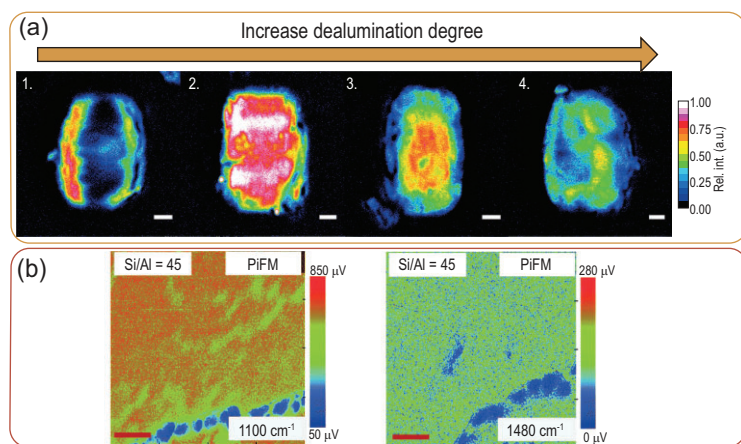 (a)
Increase dealumination degree
1.
2.
3.
4.
1.00
0.75
0.50
0.25
0.00
Rel. int. (a.u.)
(b)
Si/Al = 45
PiFM
850 μV
50 μV
1100 cm⁻¹
Si/Al = 45
PiFM
280 μV
0 μV
1480 cm⁻¹